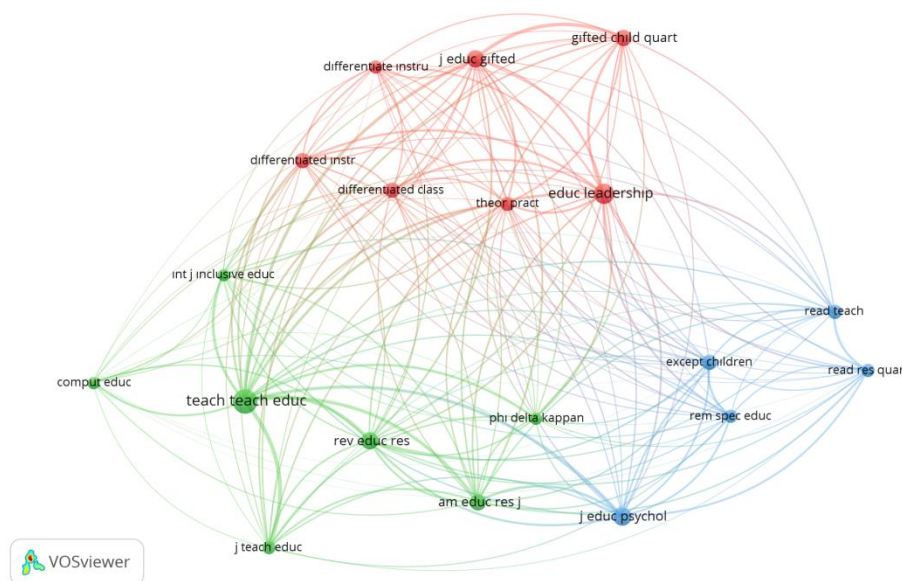 gifted child quart
j educ gifted
differentiate instru
differentiated instr
differentiated class
educ leadership
theor pract
int j inclusive educ
read teach
except children
read res quar
comput educ
teach teach educ
rem spec educ
phi delta kappan
rev educ res
am educ res j
j educ psychol
j teach educ
VOSviewer